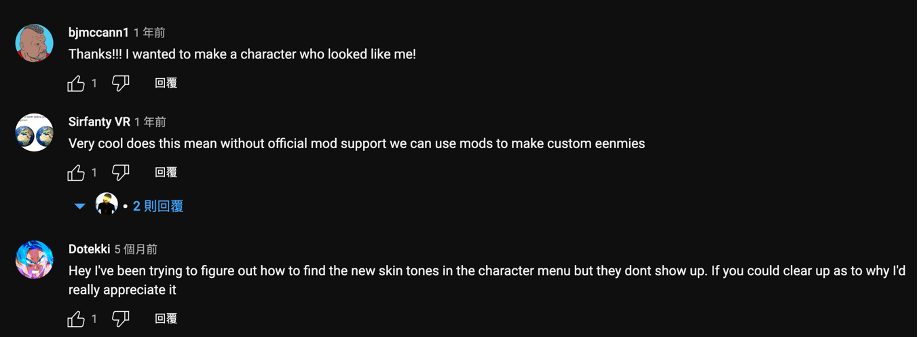 bjmccann1 1 年前
Thanks!!! I wanted to make a character who looked like me!
1 回覆
Sirfanty VR 1 年前
Very cool does this mean without official mod support we can use mods to make custom eenmies
1 回覆
• 2 則回覆
Dotekki 5 個月前
Hey I've been trying to figure out how to find the new skin tones in the character menu but they dont show up. If you could clear up as to why I'd
really appreciate it
1 回覆